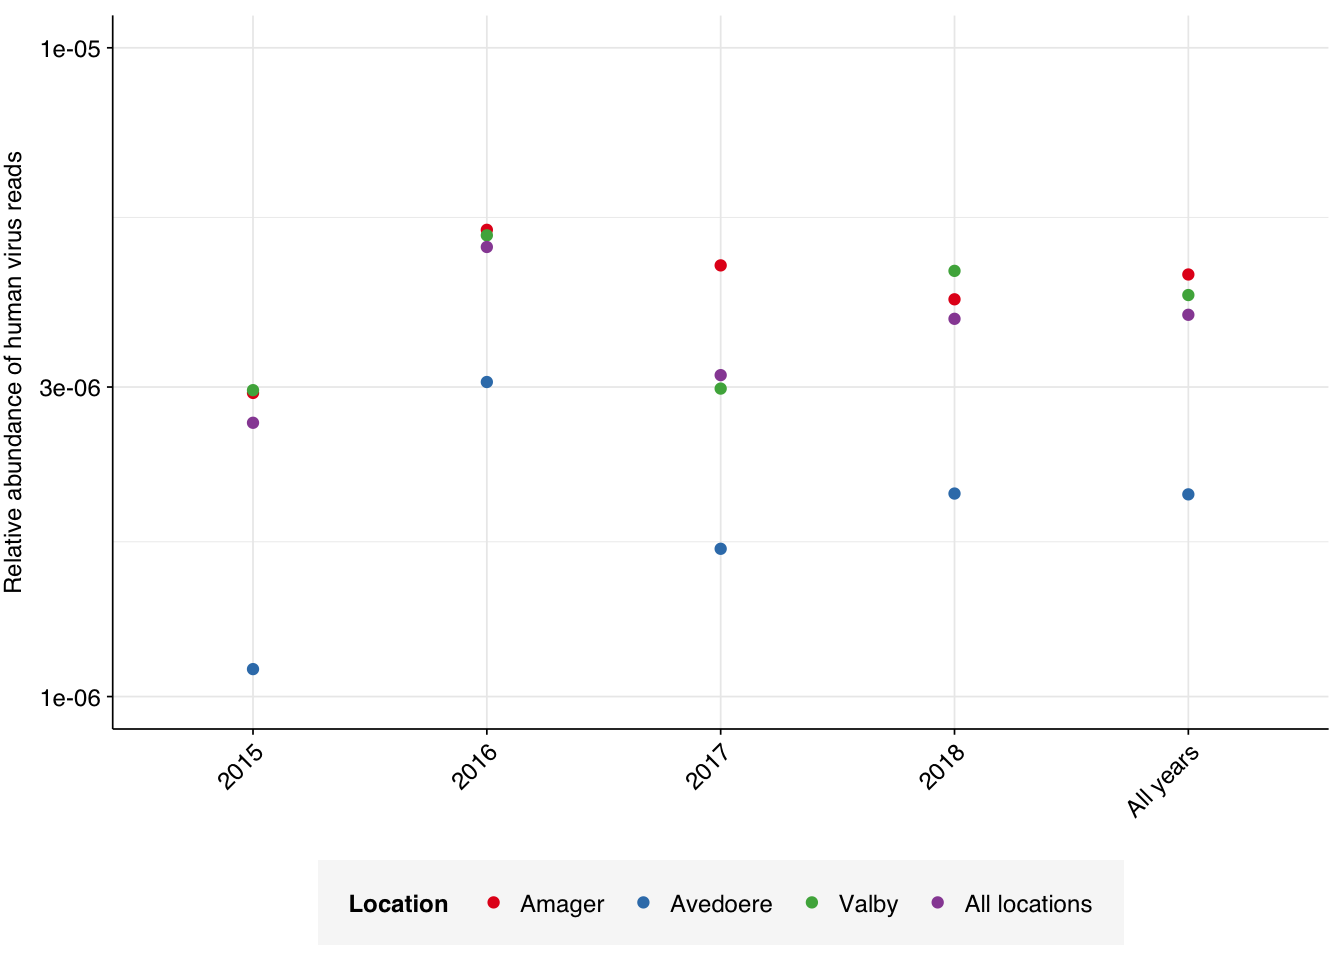 Relative abundance of human virus reads
1e-05
3e-06
1e-06
2015
2016
2017
2018
All years
Location Amager Avedoere Valby All locations